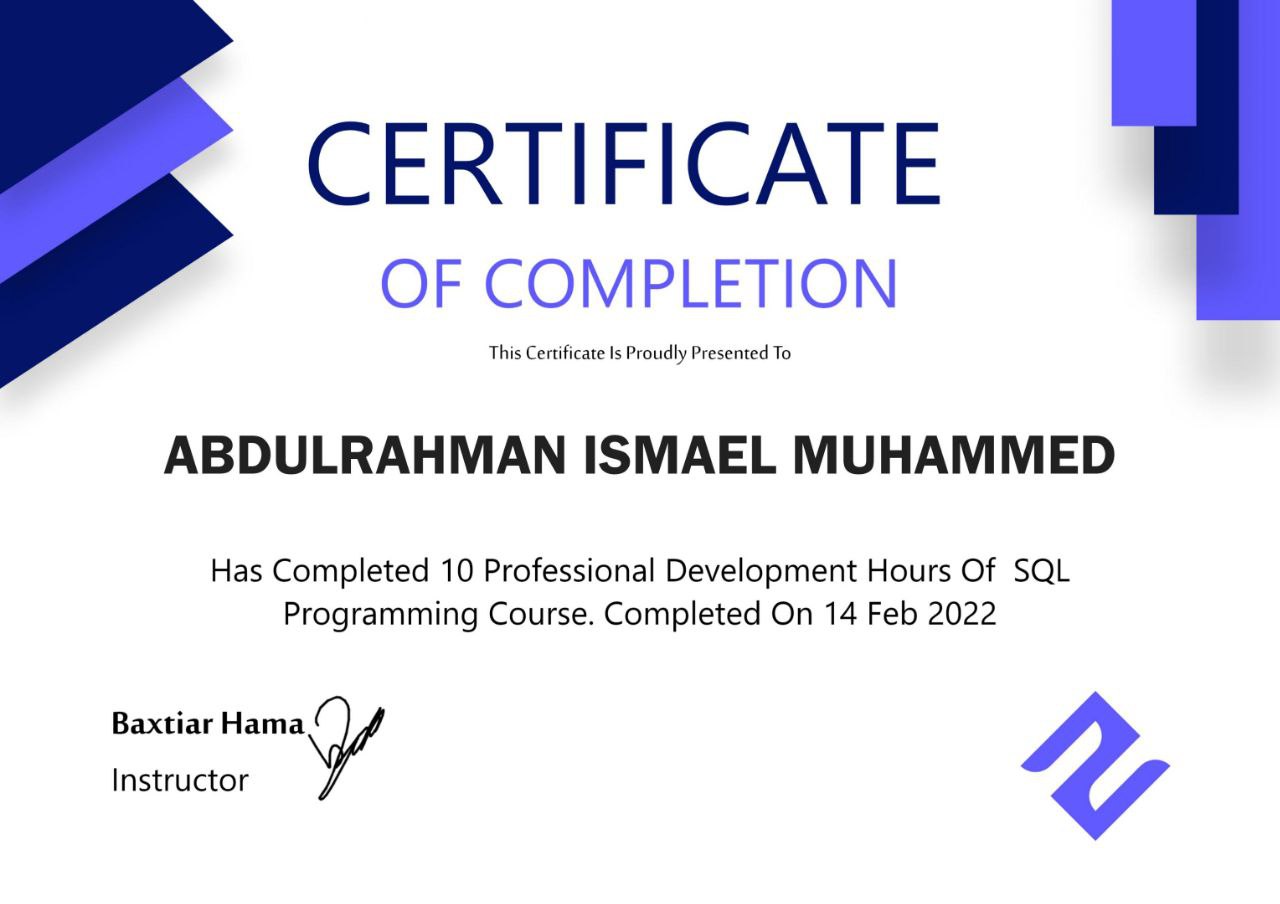 CERTIFICATE
OF COMPLETION
This Certificate Is Proudly Presented To
ABDULRAHMAN ISMAEL MUHAMMED
Has Completed 10 Professional Development Hours Of  SQL
Programming Course. Completed On 14 Feb 2022
Baxtiar Hama
Instructor